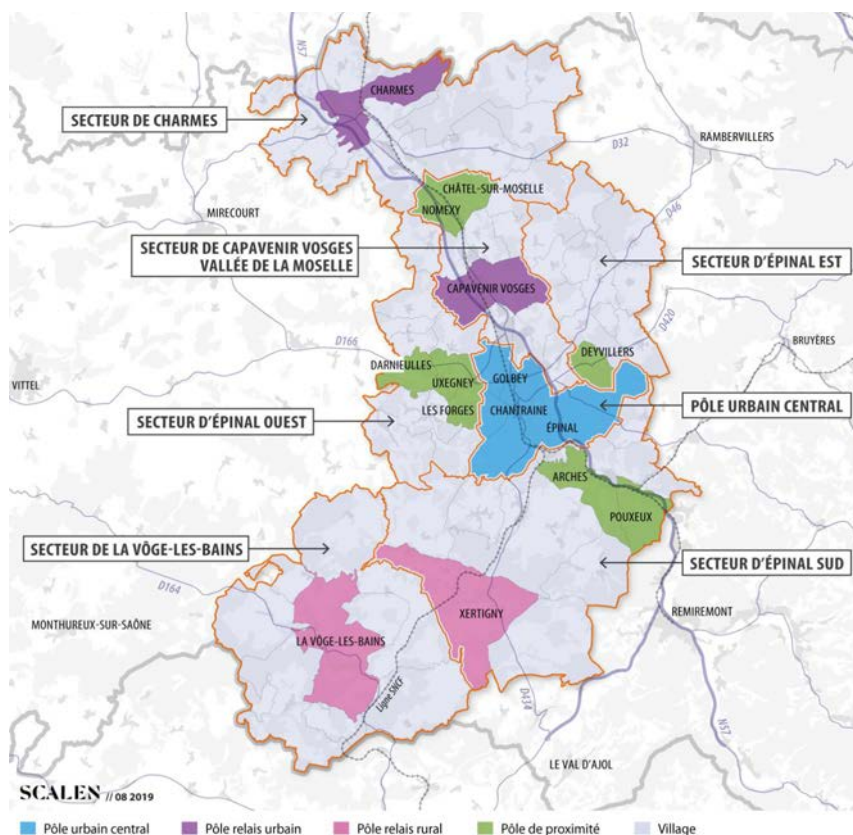 N57
CHARMES
SECTEUR DE CHARMES
D32
RAMBERVILLERS
CHÂTEL-SUR-MOSELLE
NOMEXY
MIRECOURT
D46
SECTEUR DE CAPAVENIR VOSGES
VALLÉE DE LA MOSELLE
SECTEUR D'ÉPINAL EST
CAPAVENIR VOSGES
D420
BRUYÈRES
D166
DEYVILLERS
DARNIEULLES
GOLBEY
UXEGNEY
VITTEL
LES FORGES
CHANTRAINE
PÔLE URBAIN CENTRAL
SECTEUR D'ÉPINAL OUEST
ÉPINAL
ARCHES
POUXEUX
SECTEUR DE LA VÔGE-LES-BAINS
SECTEUR D'ÉPINAL SUD
D164
XERTIGNY
REMIREMONT
MONTHUREUX-SUR-SAÔNE
LA VÔGE-LES-BAINS
Ligne SNCF
D434
N57
LE VAL D'AJOL
SCALEN // 08 2019
Pôle urbain central Pôle relais urbain Pôle relais rural Pôle de proximité Village